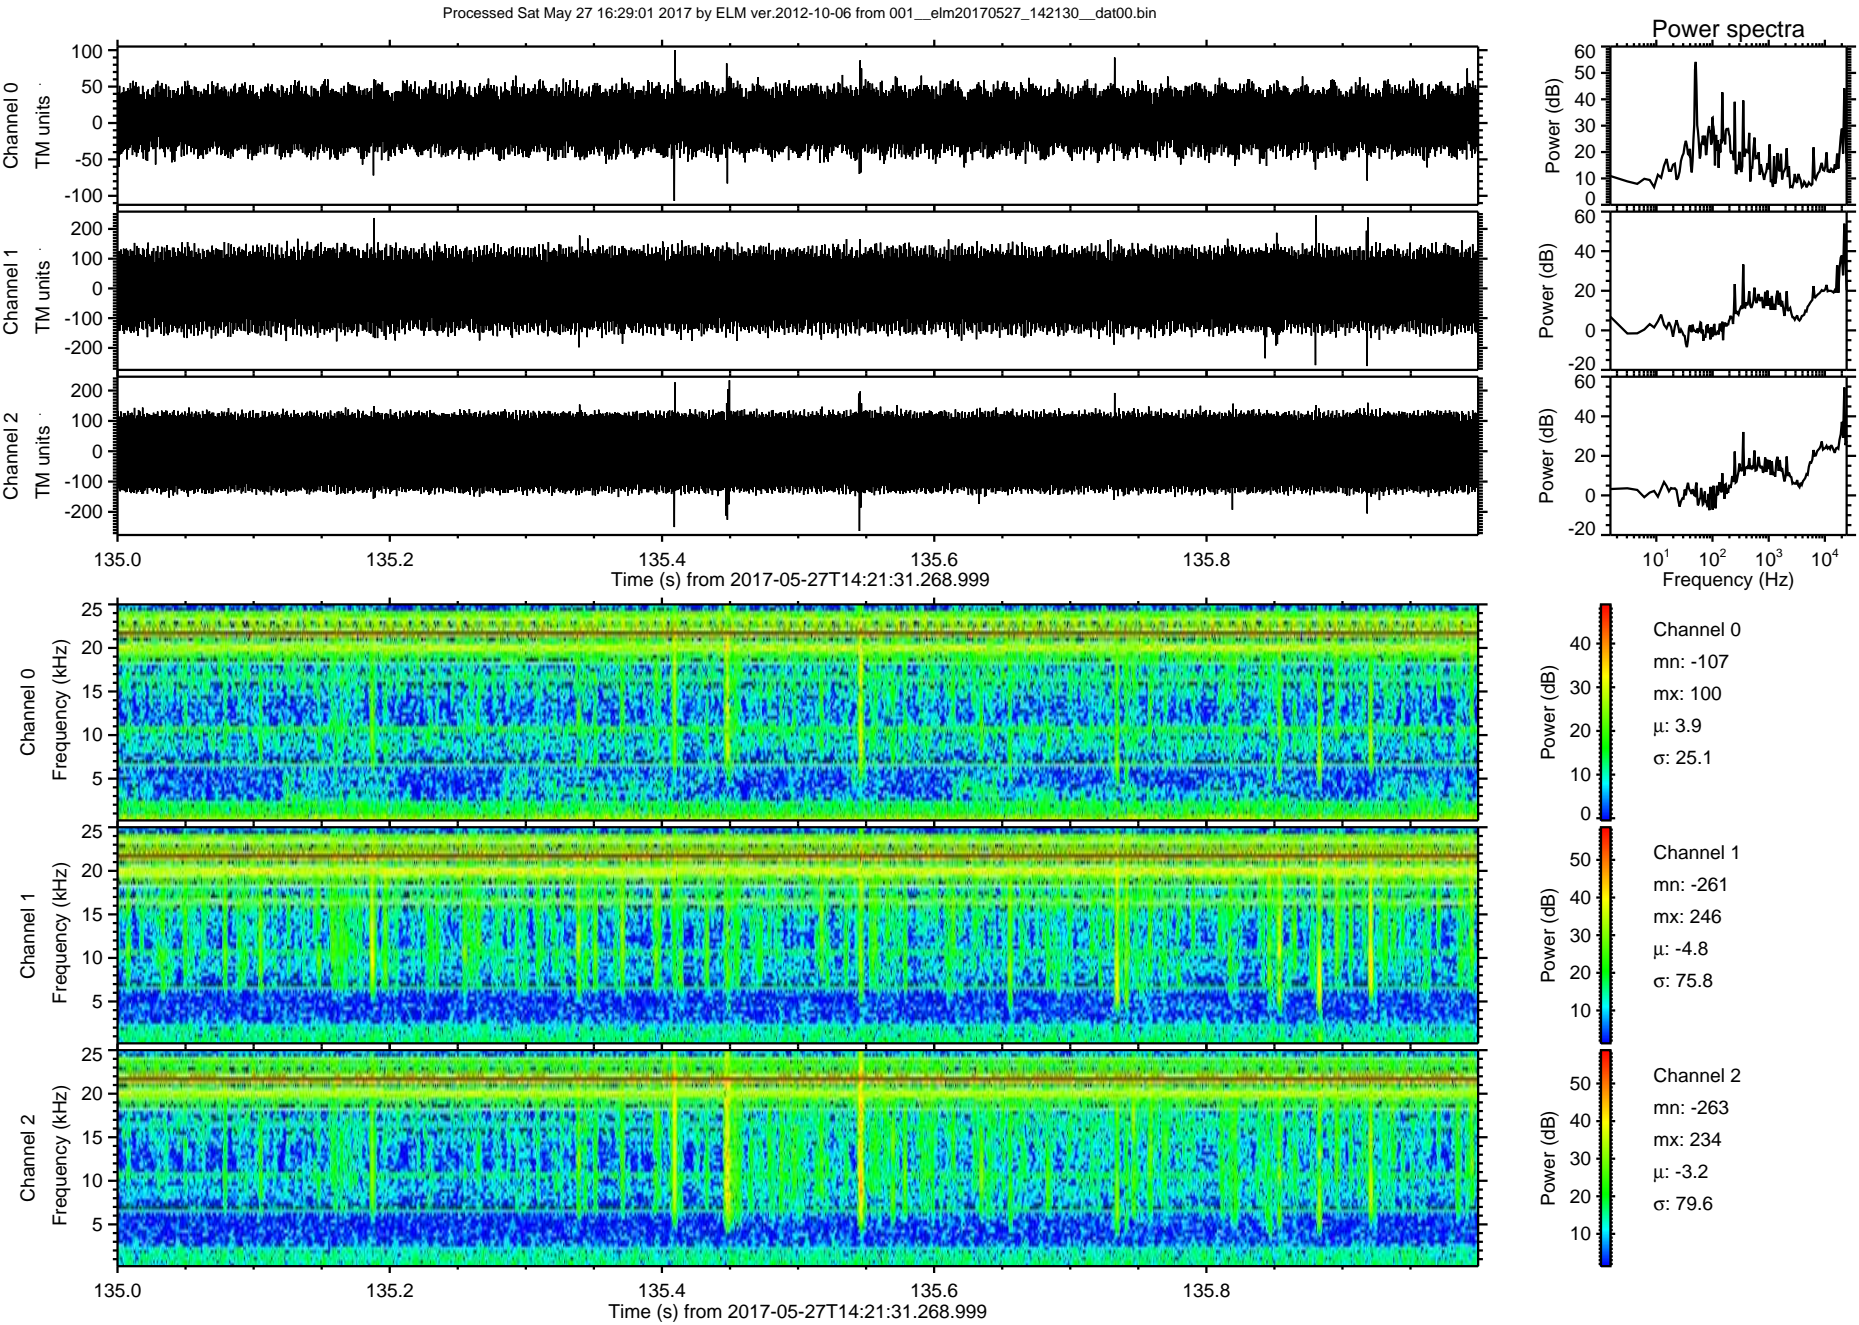 Processed Sat May 27 16:29:01 2017 by ELM ver.2012-10-06 from 001__elm20170527_142130__dat00.bin
Power spectra
Channel 0
TM units
100
50
0
-50
-100
Power (dB)
60
50
40
30
20
10
0
Channel 1
TM units
200
100
0
-100
-200
Power (dB)
60
40
20
0
-20
Channel 2
TM units
200
100
0
-100
-200
Power (dB)
60
40
20
0
-20
135.0 135.2 135.4 135.6 135.8
Time (s) from 2017-05-27T14:21:31.268.999
10¹ 10² 10³ 10⁴
Frequency (Hz)
Channel 0
Frequency (kHz)
25
20
15
10
5
Power (dB)
40
30
20
10
0
Channel 0
mn: -107
mx: 100
μ: 3.9
σ: 25.1
Channel 1
Frequency (kHz)
25
20
15
10
5
Power (dB)
50
40
30
20
10
Channel 1
mn: -261
mx: 246
μ: -4.8
σ: 75.8
Channel 2
Frequency (kHz)
25
20
15
10
5
Power (dB)
50
40
30
20
10
Channel 2
mn: -263
mx: 234
μ: -3.2
σ: 79.6
135.0 135.2 135.4 135.6 135.8
Time (s) from 2017-05-27T14:21:31.268.999